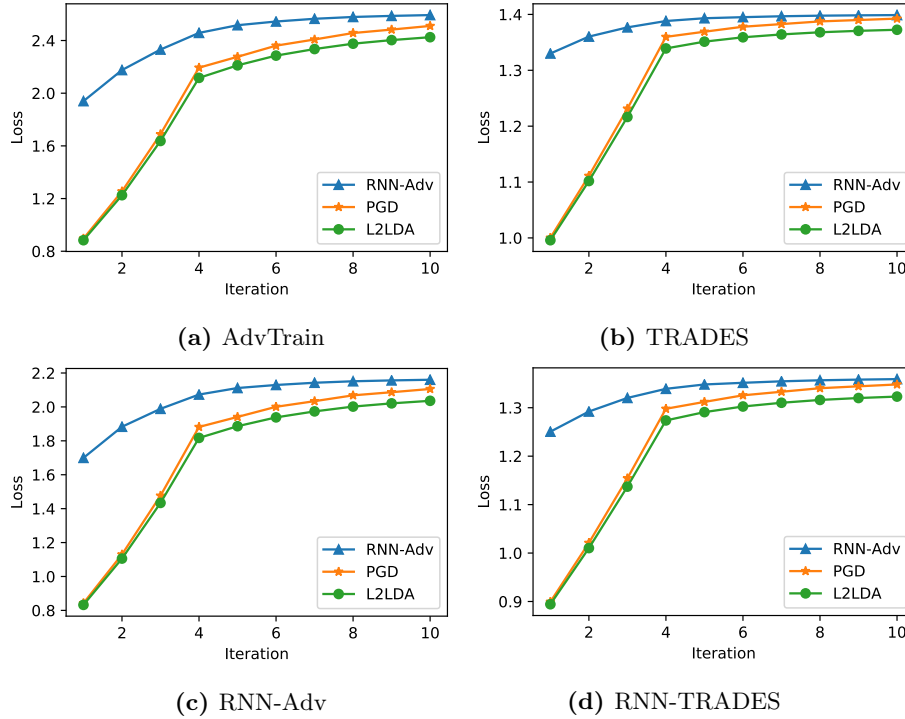 2.4
2.0
1.6
1.2
0.8
Loss
RNN-Adv
PGD
L2LDA
2 4 6 8 10
Iteration
(a) AdvTrain
1.4
1.3
1.2
1.1
1.0
Loss
RNN-Adv
PGD
L2LDA
2 4 6 8 10
Iteration
(b) TRADES
2.2
2.0
1.8
1.6
1.4
1.2
1.0
0.8
Loss
RNN-Adv
PGD
L2LDA
2 4 6 8 10
Iteration
(c) RNN-Adv
1.3
1.2
1.1
1.0
0.9
Loss
RNN-Adv
PGD
L2LDA
2 4 6 8 10
Iteration
(d) RNN-TRADES